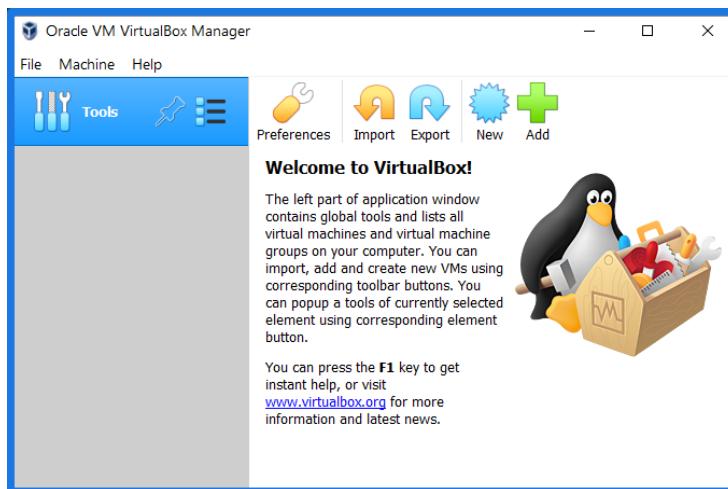 Oracle VM VirtualBox Manager
File Machine Help
Tools
Preferences Import Export New Add
Welcome to VirtualBox!
The left part of application window
contains global tools and lists all
virtual machines and virtual machine
groups on your computer. You can
import, add and create new VMs using
corresponding toolbar buttons. You
can popup a tools of currently selected
element using corresponding element
button.
You can press the F1 key to get
instant help, or visit
www.virtualbox.org for more
information and latest news.